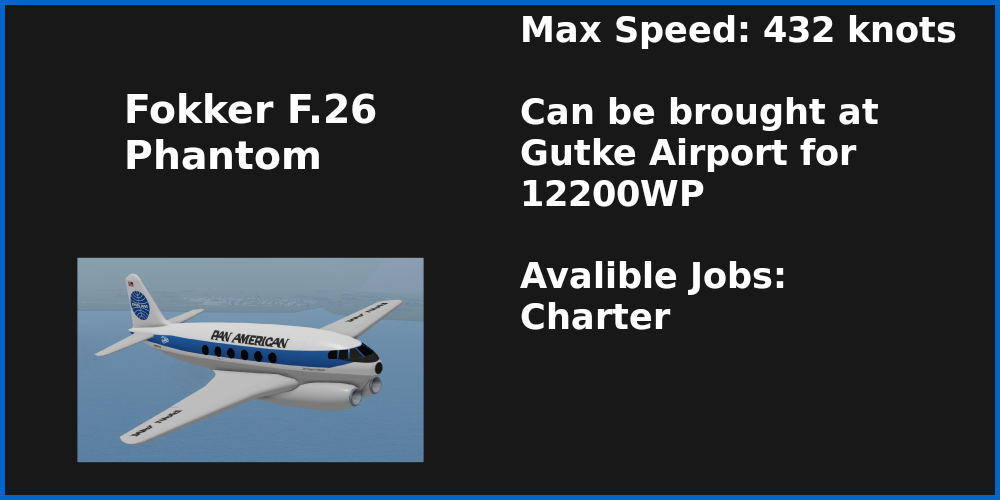 Fokker F.26
Phantom
Max Speed: 432 knots
Can be brought at
Gutke Airport for
12200WP
Avalible Jobs:
Charter
PAN AMERICAN